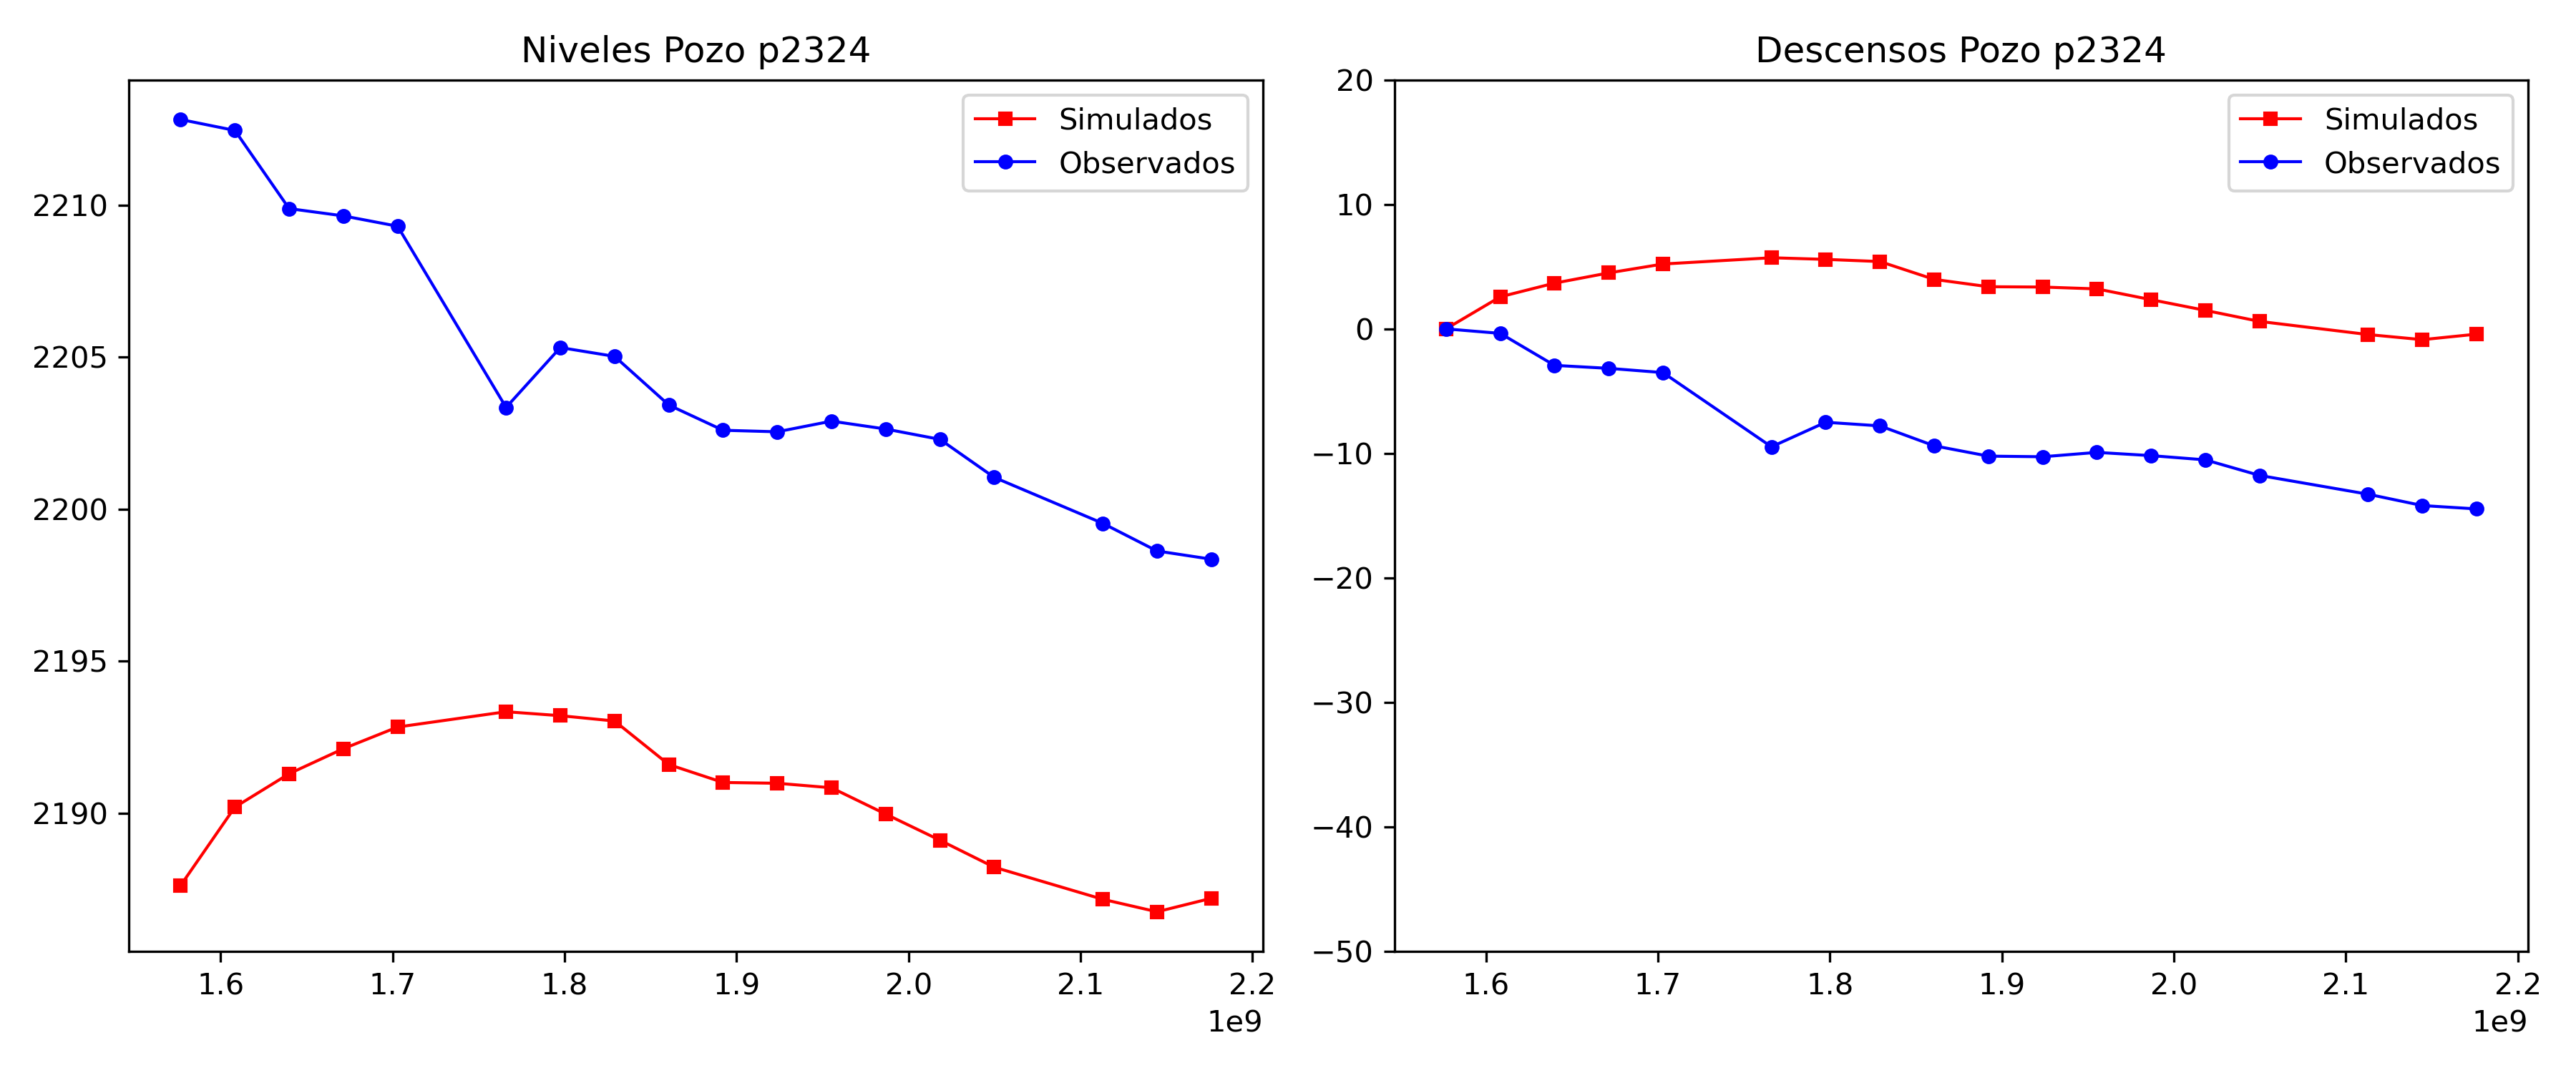 Niveles Pozo p2324
Simulados
Observados
2210
2205
2200
2195
2190
1.6 1.7 1.8 1.9 2.0 2.1 2.2
1e9
Descensos Pozo p2324
Simulados
Observados
20
10
0
−10
−20
−30
−40
−50
1.6 1.7 1.8 1.9 2.0 2.1 2.2
1e9